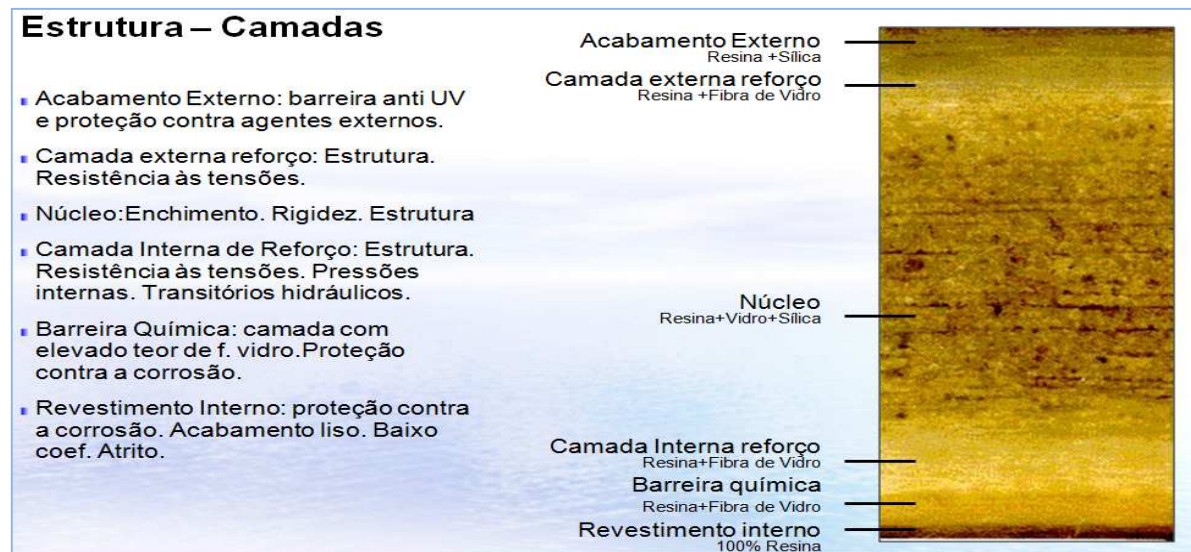 Estrutura – Camadas
Acabamento Externo: barreira anti UV
e proteção contra agentes externos.
Camada externa reforço: Estrutura.
Resistência às tensões.
Núcleo:Enchimento. Rigidez. Estrutura
Camada Interna de Reforço: Estrutura.
Resistência às tensões. Pressões
internas. Transitórios hidráulicos.
Barreira Química: camada com
elevado teor de f. vidro.Proteção
contra a corrosão.
Revestimento Interno: proteção contra
a corrosão. Acabamento liso. Baixo
coef. Atrito.
Acabamento Externo
Resina +Sílica
Camada externa reforço
Resina +Fibra de Vidro
Núcleo
Resina+Vidro+Sílica
Camada Interna reforço
Resina+Fibra de Vidro
Barreira química
Resina+Fibra de Vidro
Revestimento interno
100% Resina